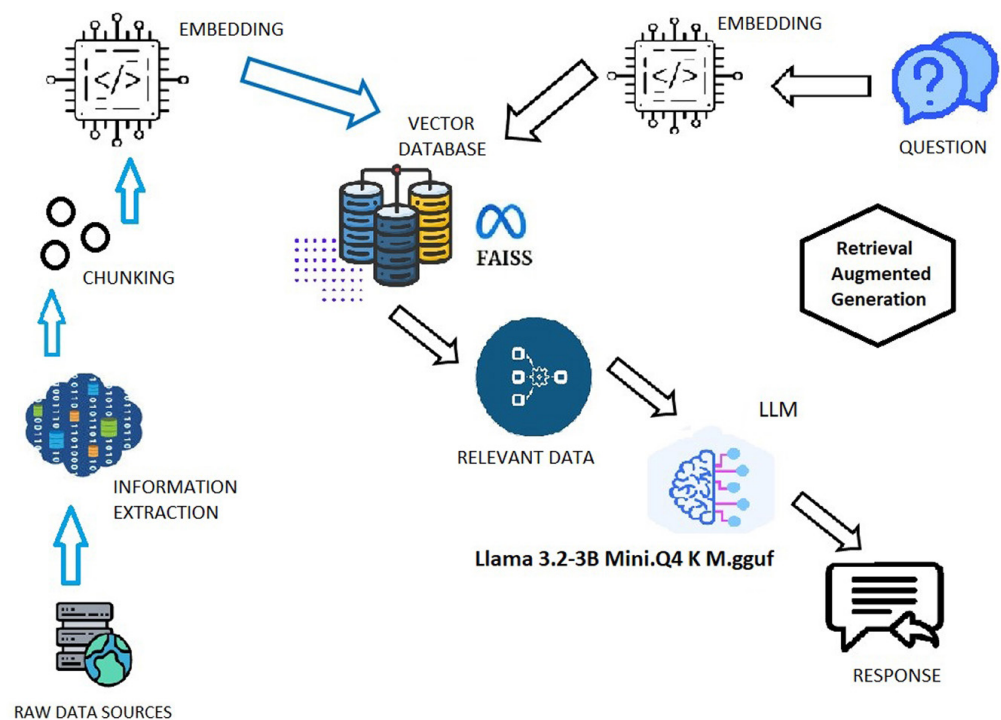 EMBEDDING
EMBEDDING
QUESTION
VECTOR
DATABASE
FAISS
CHUNKING
Retrieval
Augmented
Generation
RELEVANT DATA
LLM
Llama 3.2-3B Mini.Q4 K M.gguf
INFORMATION
EXTRACTION
RAW DATA SOURCES
RESPONSE